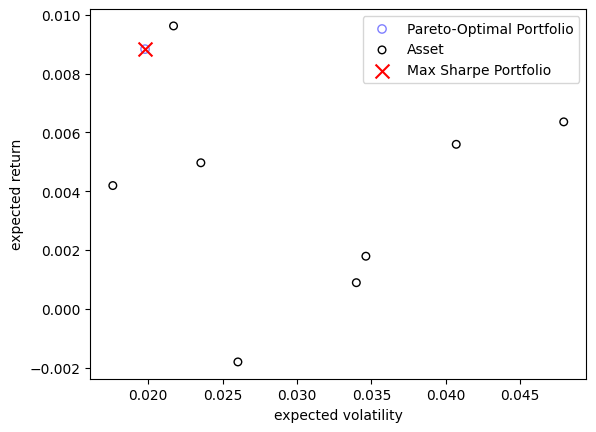 Pareto-Optimal Portfolio
Asset
Max Sharpe Portfolio
0.010
0.008
0.006
0.004
0.002
0.000
−0.002
expected return
0.020 0.025 0.030 0.035 0.040 0.045
expected volatility